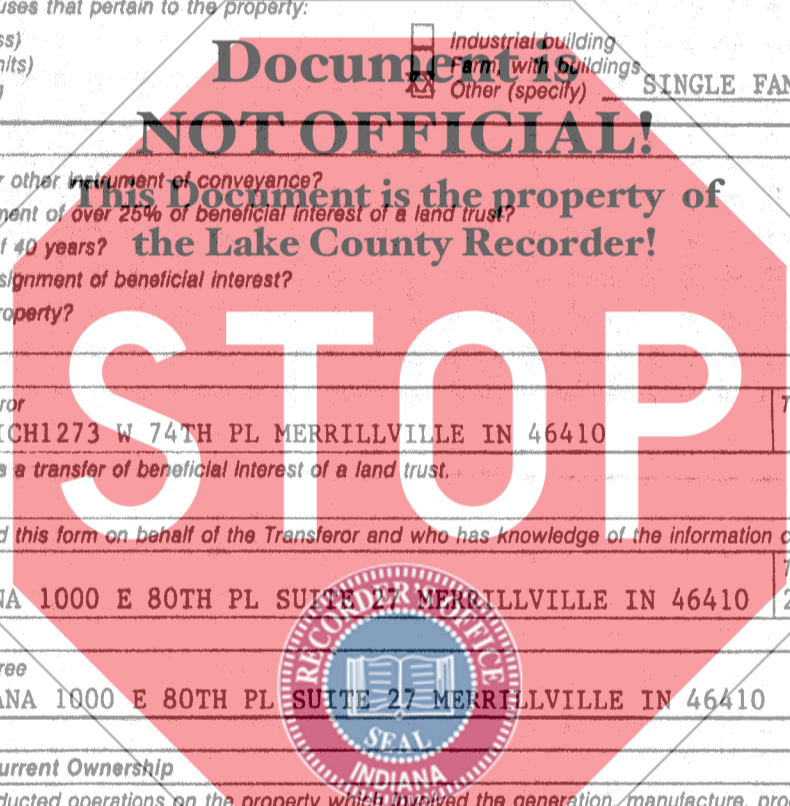 uses that pertain to the property:
ss)
Industrial building
nits)
Farm, with buildings
Other (specify) SINGLE FAM
Document is
NOT OFFICIAL!
other instrument of conveyance?
This Document is the property of
ment of over 25% of beneficial interest of a land trust?
f 40 years?
the Lake County Recorder!
signment of beneficial interest?
roperty?
STOP
ror
ICH1273 W 74TH PL MERRILLVILLE IN 46410
s a transfer of beneficial interest of a land trust.
d this form on behalf of the Transferor and who has knowledge of the information c
NA 1000 E 80TH PL SUITE 27 MERRILLVILLE IN 46410 2
RECORDER'S OFFICE
SEAL
INDIANA
ree
ANA 1000 E 80TH PL SUITE 27 MERRILLVILLE IN 46410
urrent Ownership
ducted operations on the property which involved the generation, manufacture, pro